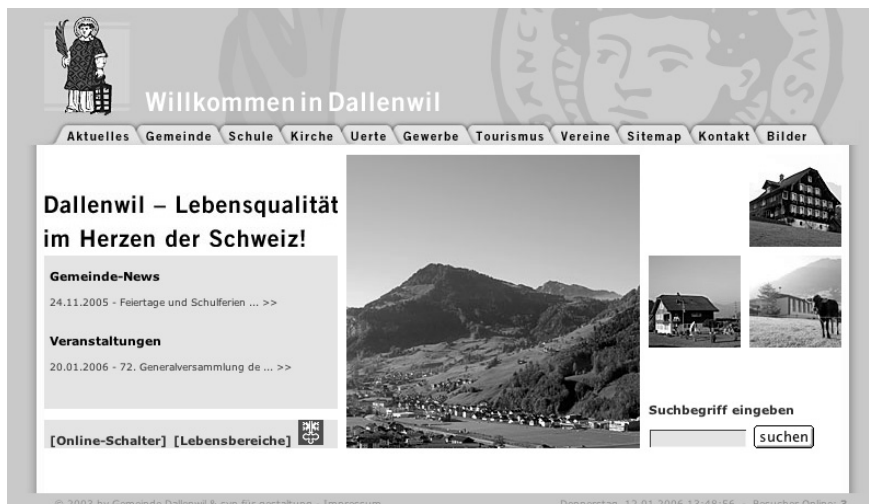 Willkommen in Dallenwil
Aktuelles Gemeinde Schule Kirche Uerte Gewerbe Tourismus Vereine Sitemap Kontakt Bilder
Dallenwil – Lebensqualität
im Herzen der Schweiz!
Gemeinde-News
24.11.2005 - Feiertage und Schulferien ... >>
Veranstaltungen
20.01.2006 - 72. Generalversammlung de ... >>
[Online-Schalter] [Lebensbereiche]
Suchbegriff eingeben
suchen
© 2003 by Gemeinde Dallenwil & syn für gestaltung - Impressum
Donnerstag, 12.01.2006 13:48:56 - Besucher Online: 3